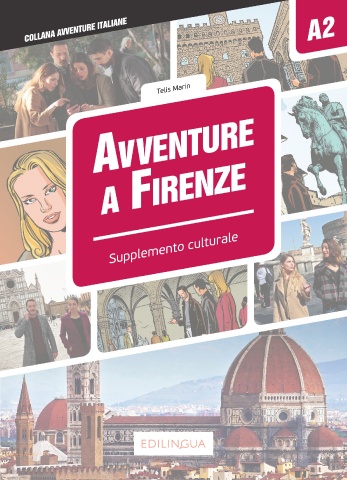 COLLANA AVVENTURE ITALIANE
A2
Telis Marin
AVVENTURE
A FIRENZE
Supplemento culturale
EDILINGUA